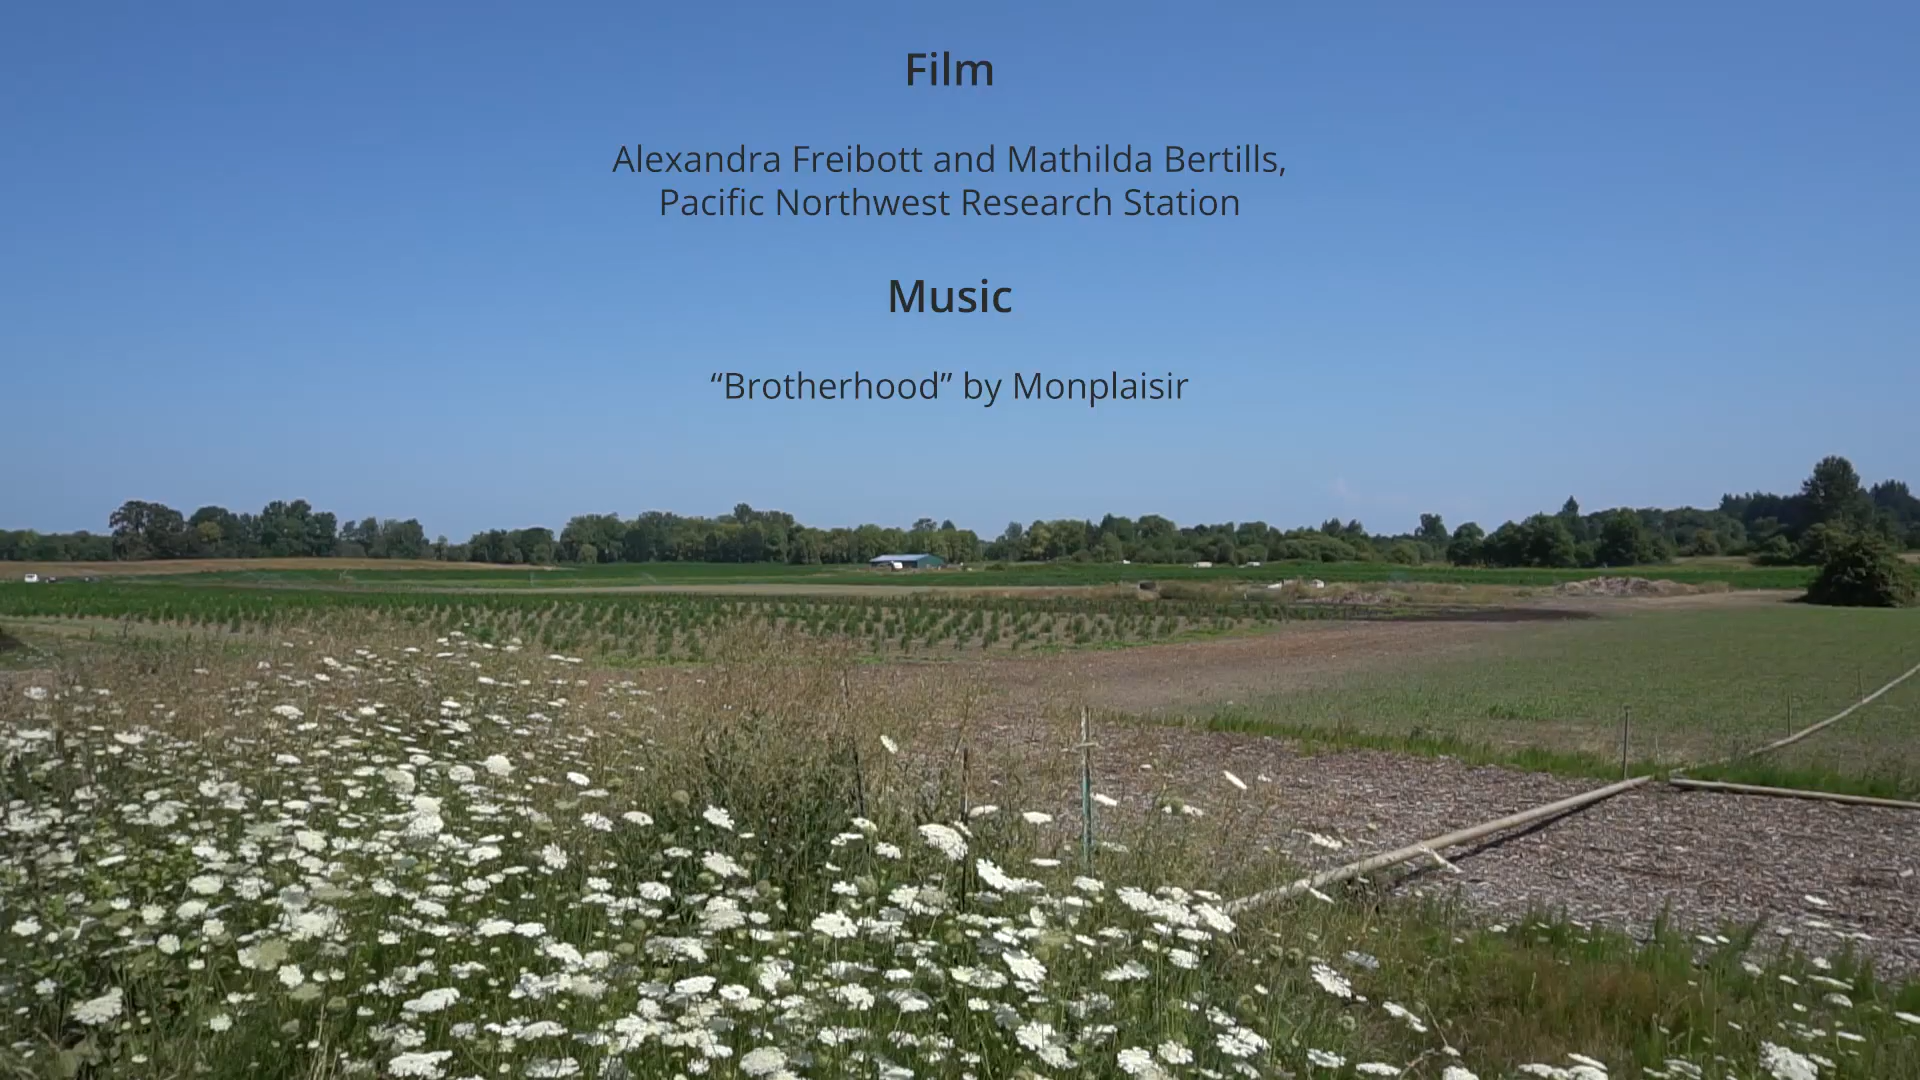 Film
Alexandra Freibott and Mathilda Bertills,
Pacific Northwest Research Station
Music
“Brotherhood” by Monplaisir